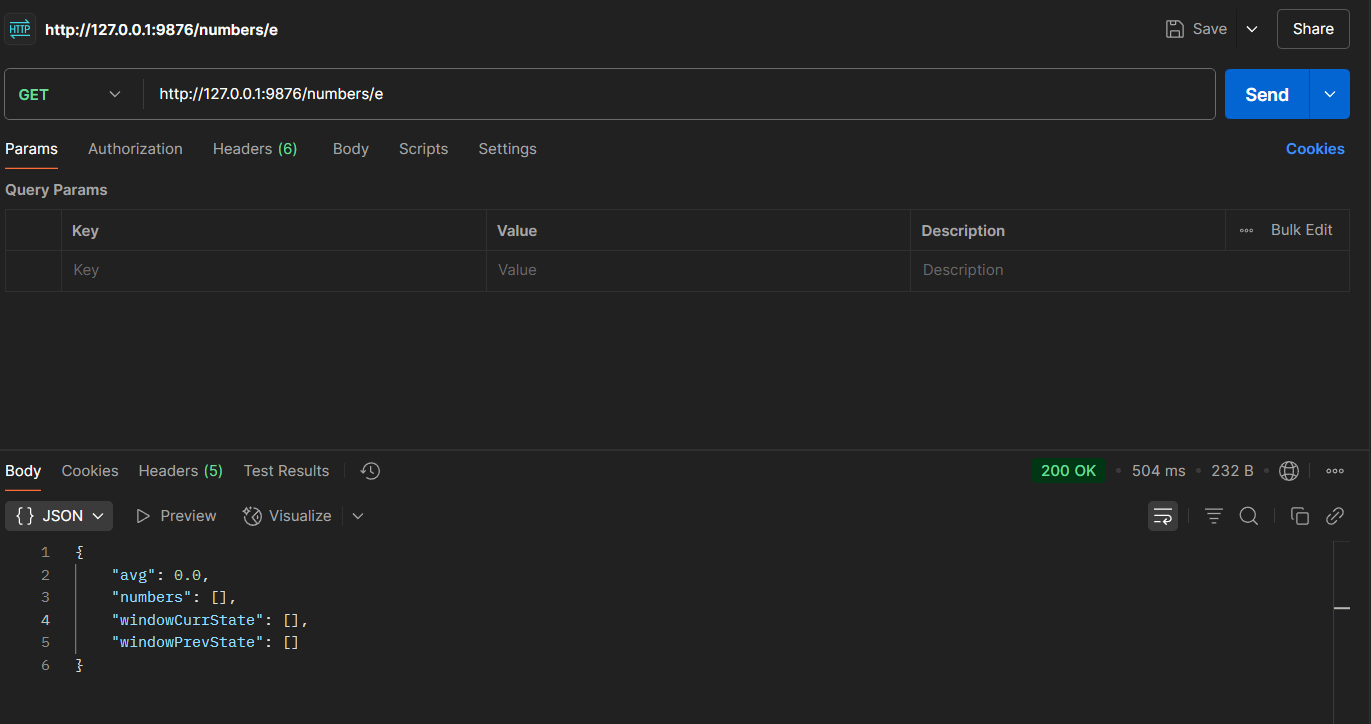 HTTP http://127.0.0.1:9876/numbers/e Save Share
GET http://127.0.0.1:9876/numbers/e Send
Params Authorization Headers (6) Body Scripts Settings Cookies
Query Params
Key Value Description Bulk Edit
Key Value Description
Body Cookies Headers (5) Test Results 200 OK 504 ms 232 B
{} JSON Preview Visualize
1 {
2 "avg": 0.0,
3 "numbers": [],
4 "windowCurrState": [],
5 "windowPrevState": []
6 }